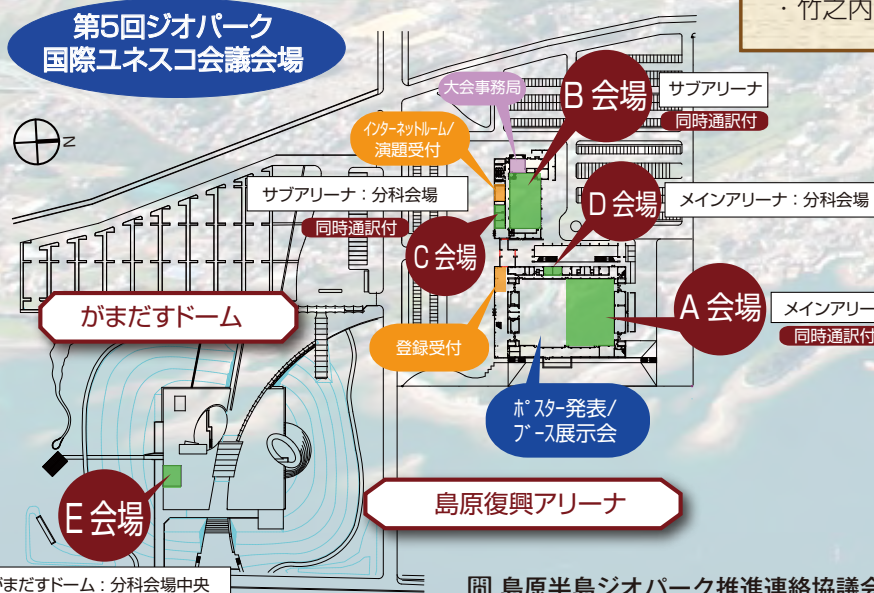 ・竹之内
第5回ジオパーク
国際ユネスコ会議会場
N
大会事務局
B 会場
サブアリーナ
同時通訳付
インターネットルーム/
演題受付
サブアリーナ：分科会場
同時通訳付
C 会場
D 会場
メインアリーナ：分科会場
がまだすドーム
登録受付
A 会場
メインアリー
同時通訳付
ポスター発表/
ブース展示会
E 会場
島原復興アリーナ
がまだすドーム：分科会場中央
問 島原半島ジオパーク推進連絡協議会